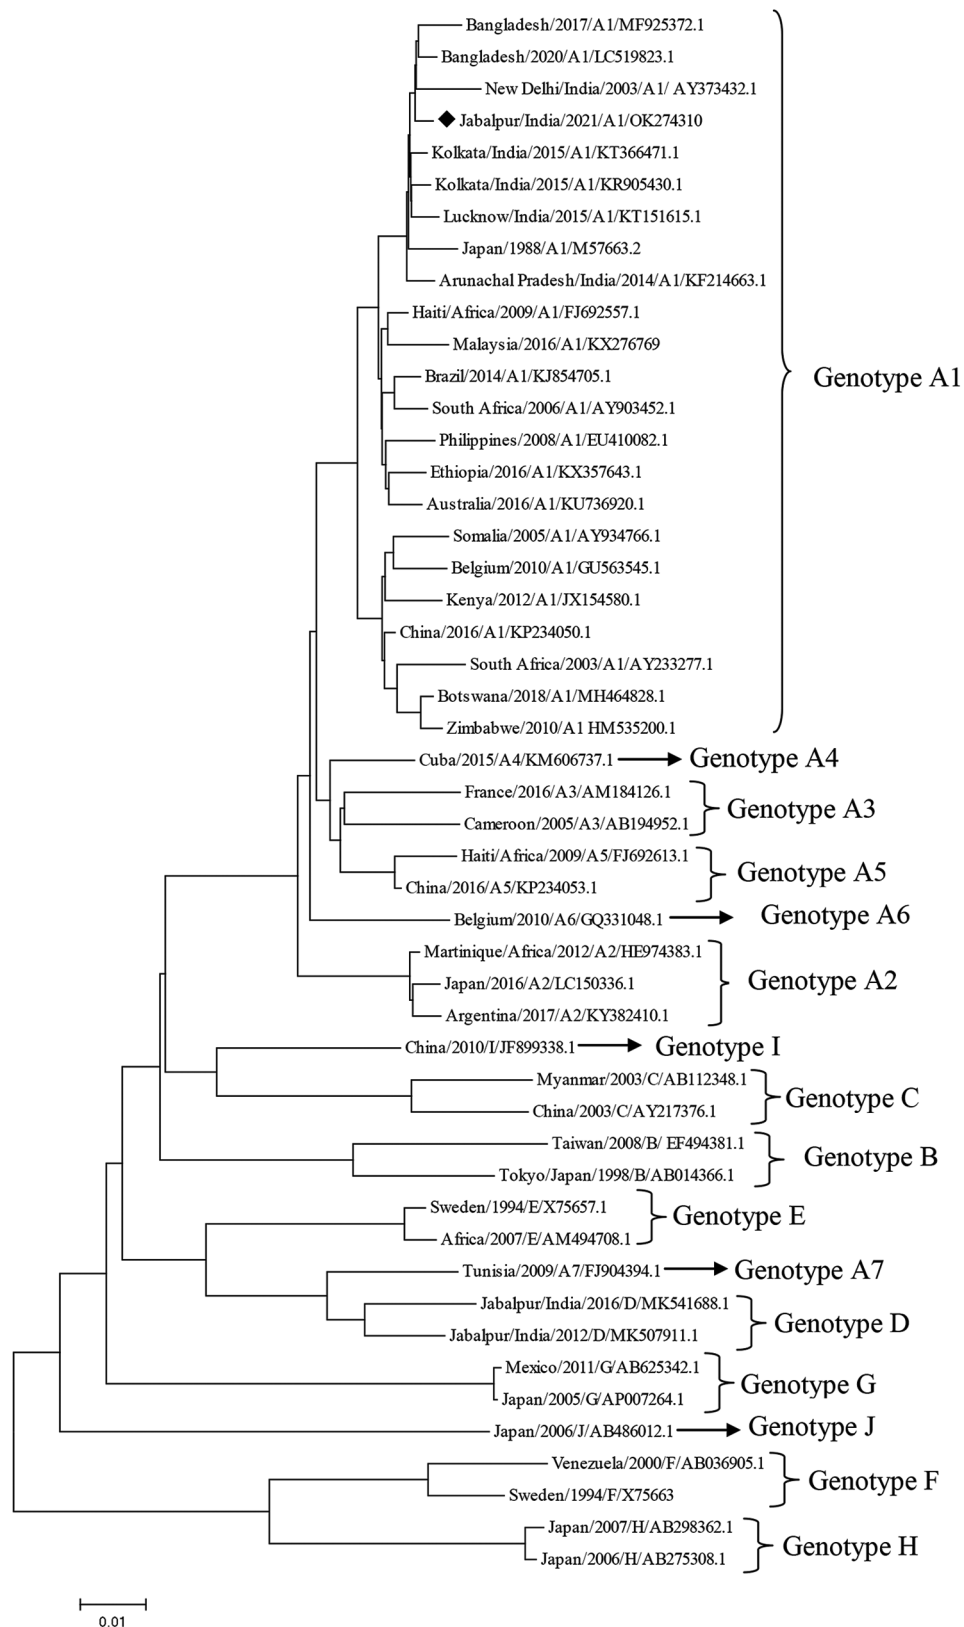 Bangladesh/2017/A1/MF925372.1
Bangladesh/2020/A1/LC519823.1
New Delhi/India/2003/A1/ AY373432.1
Jabalpur/India/2021/A1/OK274310
Kolkata/India/2015/A1/KT366471.1
Kolkata/India/2015/A1/KR905430.1
Lucknow/India/2015/A1/KT151615.1
Japan/1988/A1/M57663.2
Arunachal Pradesh/India/2014/A1/KF214663.1
Haiti/Africa/2009/A1/FJ692557.1
Malaysia/2016/A1/KX276769
Genotype A1
Brazil/2014/A1/KJ854705.1
South Africa/2006/A1/AY903452.1
Philippines/2008/A1/EU410082.1
Ethiopia/2016/A1/KX357643.1
Australia/2016/A1/KU736920.1
Somalia/2005/A1/AY934766.1
Belgium/2010/A1/GU563545.1
Kenya/2012/A1/JX154580.1
China/2016/A1/KP234050.1
South Africa/2003/A1/AY233277.1
Botswana/2018/A1/MH464828.1
Zimbabwe/2010/A1 HM535200.1
Cuba/2015/A4/KM606737.1
Genotype A4
France/2016/A3/AM184126.1
Genotype A3
Cameroon/2005/A3/AB194952.1
Haiti/Africa/2009/A5/FJ692613.1
Genotype A5
China/2016/A5/KP234053.1
Belgium/2010/A6/GQ331048.1
Genotype A6
Martinique/Africa/2012/A2/HE974383.1
Japan/2016/A2/LC150336.1
Genotype A2
Argentina/2017/A2/KY382410.1
China/2010/I/JF899338.1
Genotype I
Myanmar/2003/C/AB112348.1
Genotype C
China/2003/C/AY217376.1
Taiwan/2008/B/ EF494381.1
Genotype B
Tokyo/Japan/1998/B/AB014366.1
Sweden/1994/E/X75657.1
Genotype E
Africa/2007/E/AM494708.1
Tunisia/2009/A7/FJ904394.1
Genotype A7
Jabalpur/India/2016/D/MK541688.1
Genotype D
Jabalpur/India/2012/D/MK507911.1
Mexico/2011/G/AB625342.1
Genotype G
Japan/2005/G/AP007264.1
Japan/2006/J/AB486012.1
Genotype J
Venezuela/2000/F/AB036905.1
Genotype F
Sweden/1994/F/X75663
Japan/2007/H/AB298362.1
Genotype H
Japan/2006/H/AB275308.1
0.01